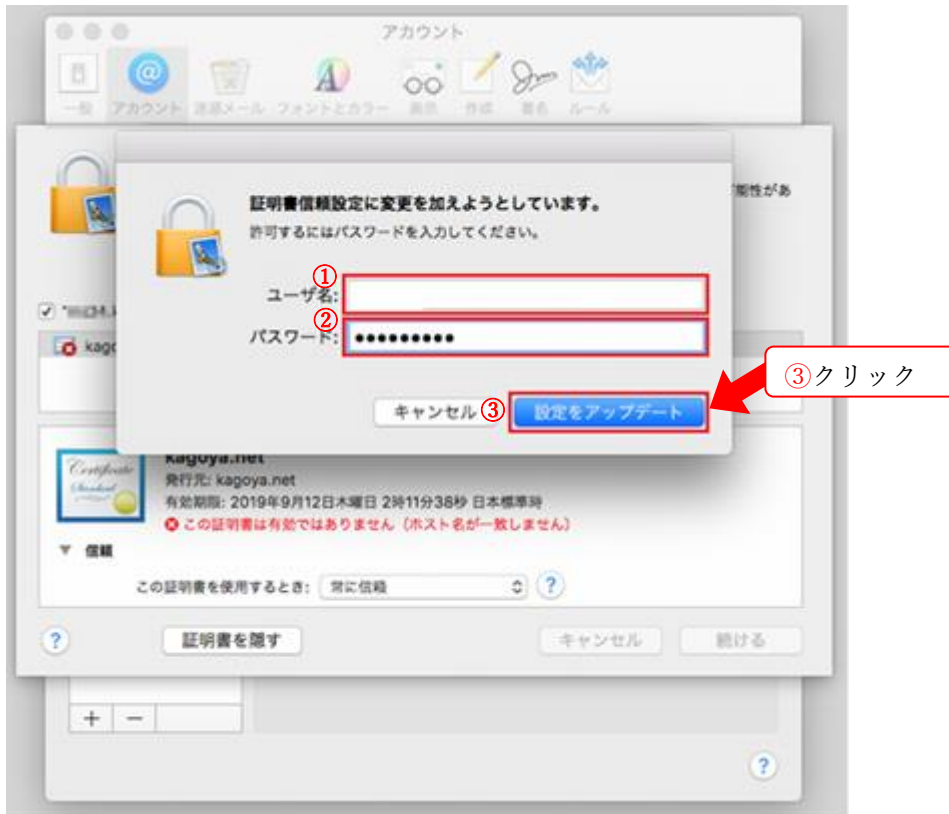 アカウント
一般 アカウント 迷惑メール フォントとカラー 表示 作成 署名 ルール
能性があ
証明書信頼設定に変更を加えようとしています。
許可するにはパスワードを入力してください。
①
ユーザ名:
②
パスワード: ●●●●●●●●●
kago
キャンセル ③ 設定をアップデート
③クリック
Certificate
Standard
kagoya.net
発行元: kagoya.net
有効期限: 2019年9月12日木曜日 2時11分38秒 日本標準時
この証明書は有効ではありません（ホスト名が一致しません）
▼ 信頼
この証明書を使用するとき: 常に信頼 ?
? 証明書を隠す キャンセル 続ける
+ −
?